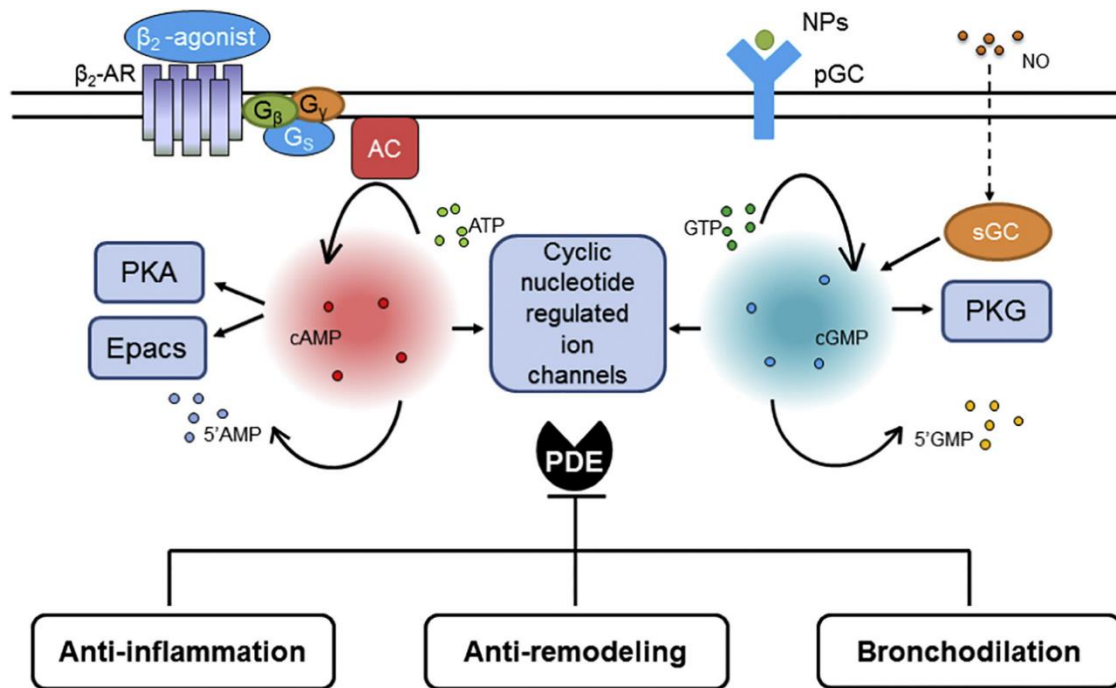 β2-agonist
β2-AR
Gβ
Gγ
GS
AC
NPs
pGC
NO
ATP
GTP
sGC
PKA
Epacs
cAMP
Cyclic
nucleotide
regulated
ion
channels
cGMP
PKG
5'AMP
5'GMP
PDE
Anti-inflammation
Anti-remodeling
Bronchodilation